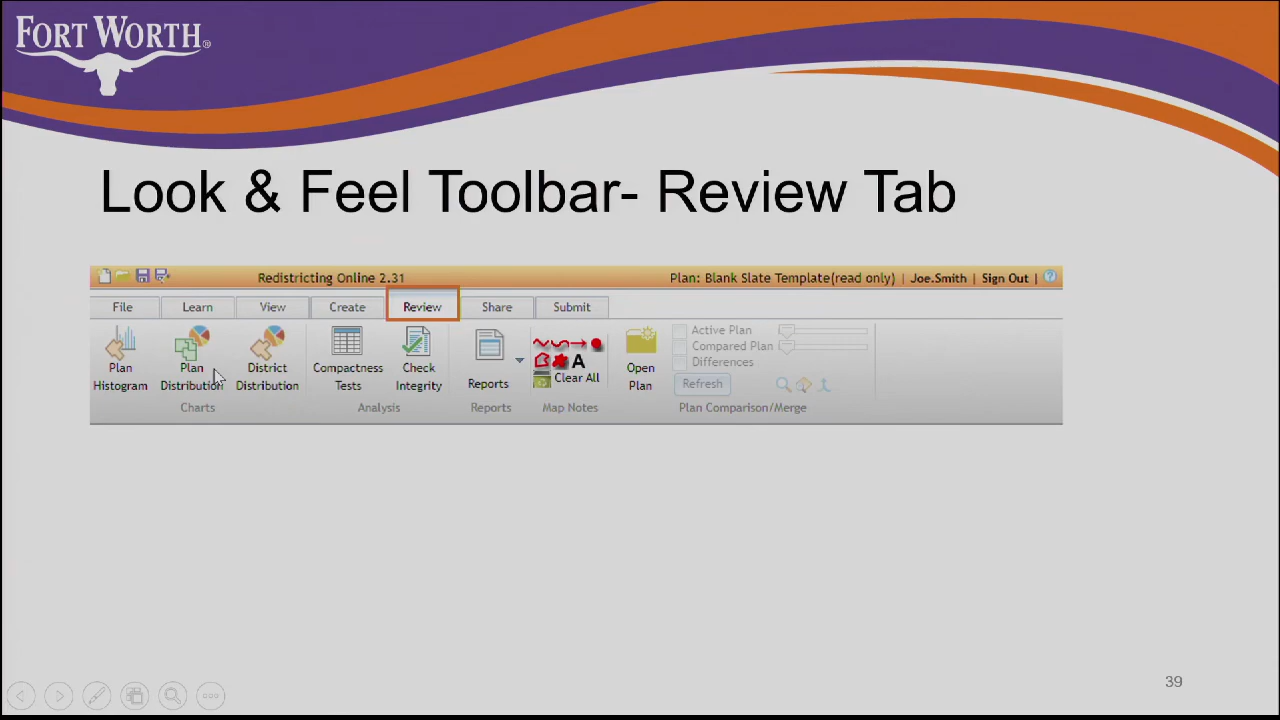 FORT WORTH®
Look & Feel Toolbar- Review Tab
Redistricting Online 2.31
Plan: Blank Slate Template(read only) | Joe.Smith | Sign Out |
File Learn View Create Review Share Submit
Plan Histogram
Plan Distribution
District Distribution
Charts
Compactness Tests
Check Integrity
Analysis
Reports
Reports
A
Clear All
Map Notes
Open Plan
Active Plan
Compared Plan
Differences
Refresh
Plan Comparison/Merge
39